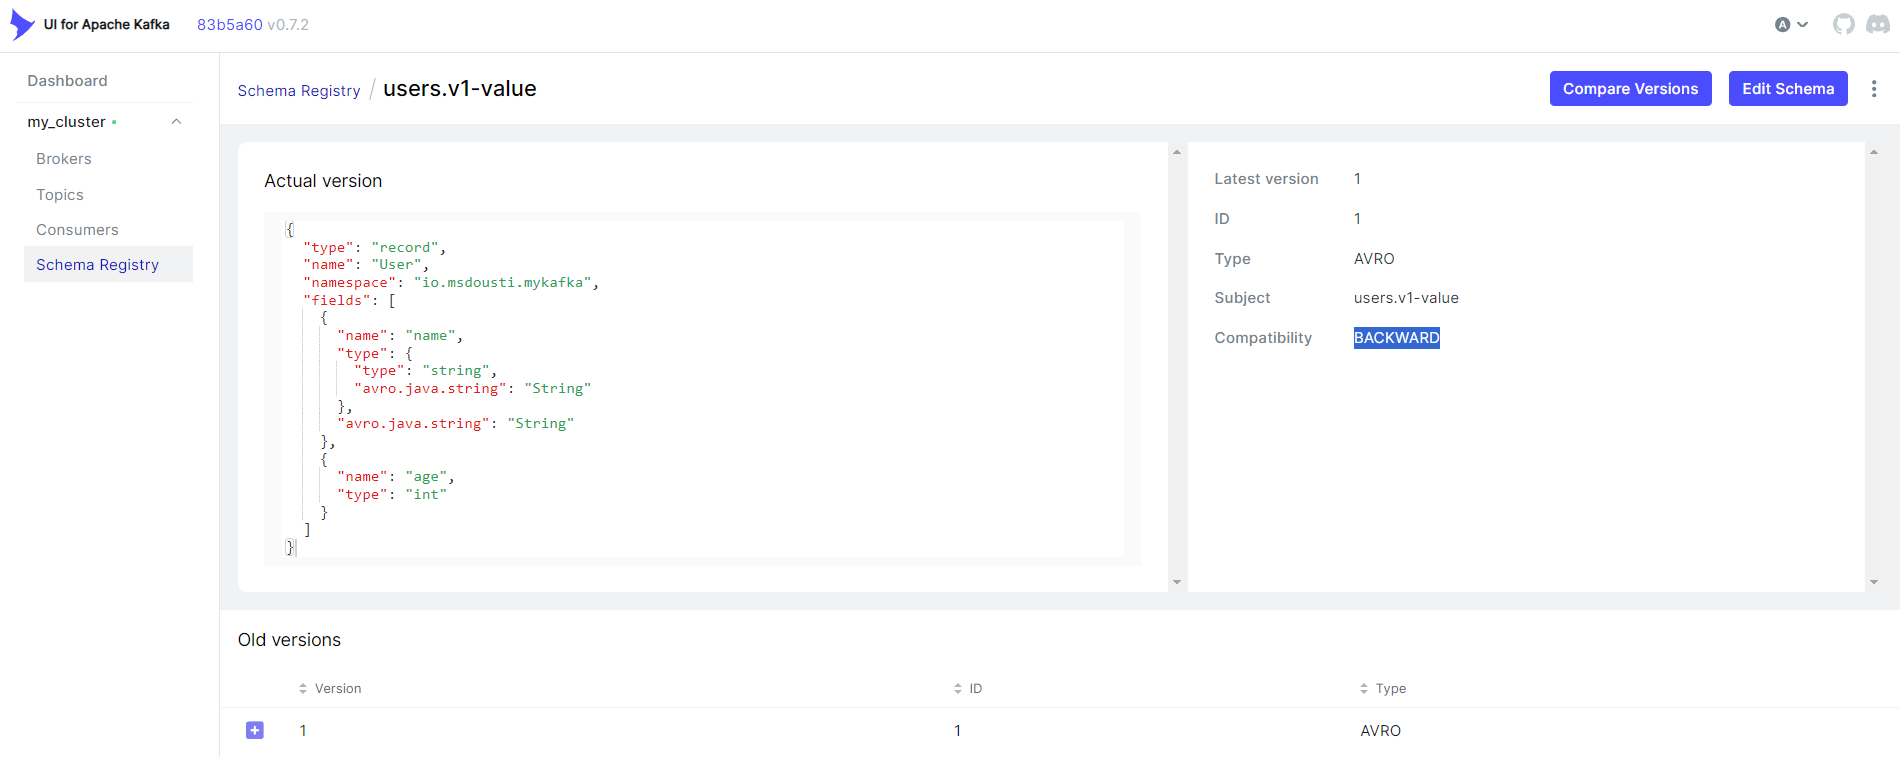 UI for Apache Kafka 83b5a60 v0.7.2 A
Dashboard
my_cluster
Brokers
Topics
Consumers
Schema Registry
Schema Registry / users.v1-value Compare Versions Edit Schema
Actual version
{
  "type": "record",
  "name": "User",
  "namespace": "io.msdousti.mykafka",
  "fields": [
    {
      "name": "name",
      "type": {
        "type": "string",
        "avro.java.string": "String"
      },
      "avro.java.string": "String"
    },
    {
      "name": "age",
      "type": "int"
    }
  ]
}
Latest version 1
ID 1
Type AVRO
Subject users.v1-value
Compatibility BACKWARD
Old versions
Version ID Type
1 1 AVRO